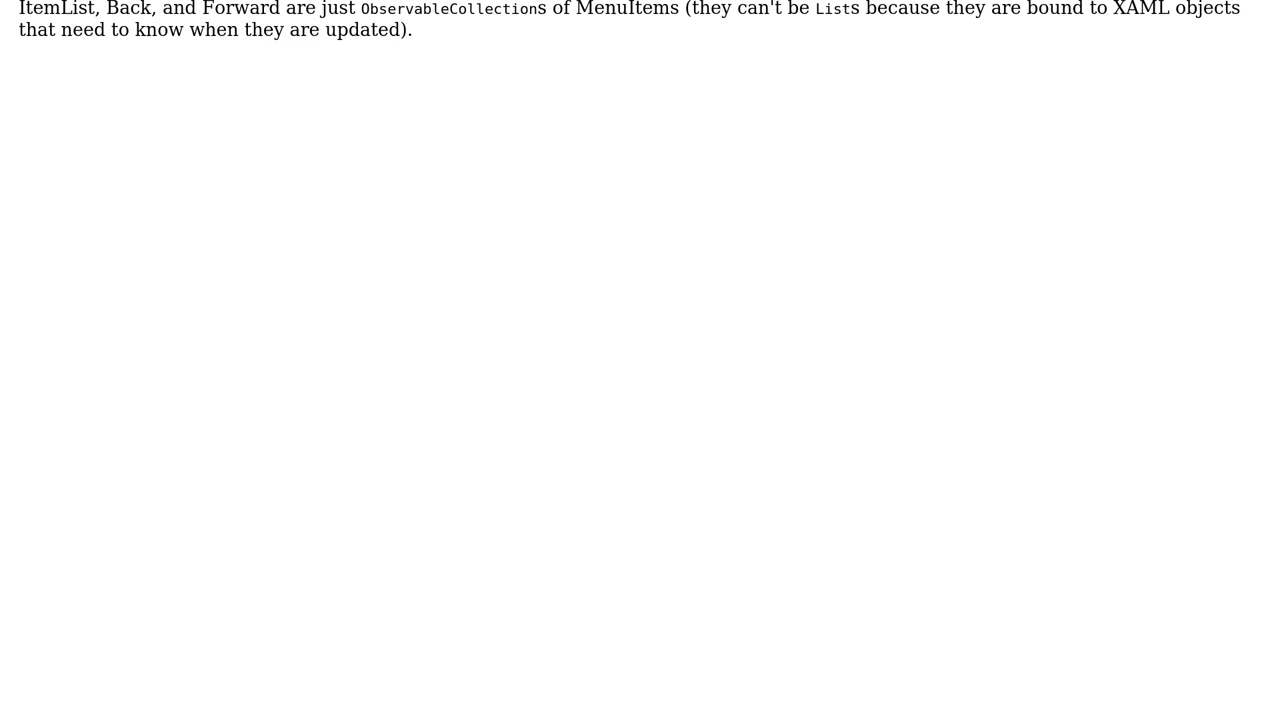 ItemList, Back, and Forward are just ObservableCollections of MenuItems (they can't be Lists because they are bound to XAML objects
that need to know when they are updated).